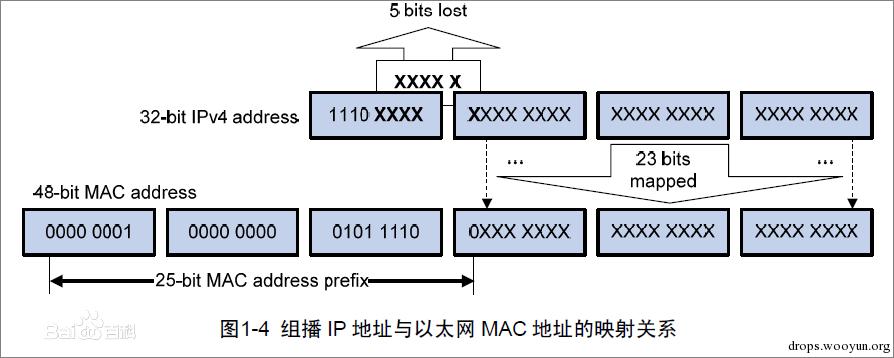 5 bits lost
XXXX X
32-bit IPv4 address
1110 XXXX
XXXX XXXX
XXXX XXXX
XXXX XXXX
...
23 bits
mapped
...
48-bit MAC address
0000 0001
0000 0000
0101 1110
0XXX XXXX
XXXX XXXX
XXXX XXXX
25-bit MAC address prefix
Bai百科
图1-4 组播 IP 地址与以太网 MAC 地址的映射关系
drops.wooyun.org